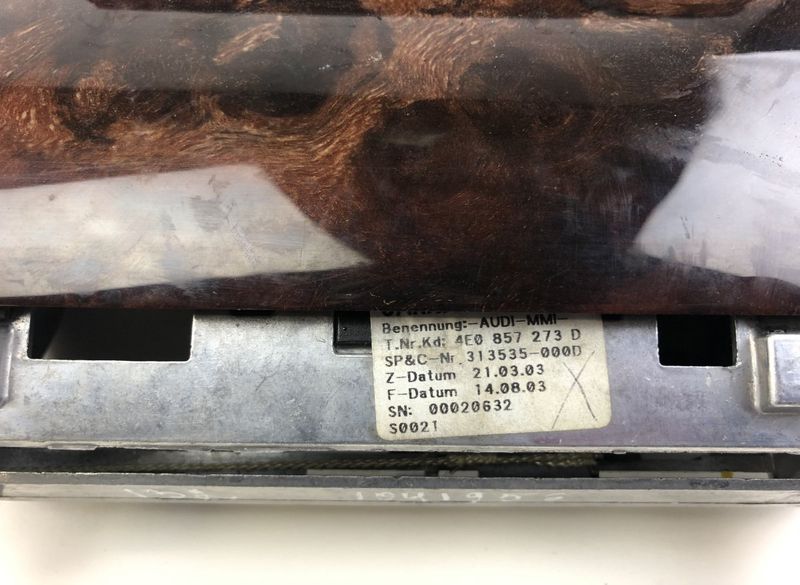 Benennung:-AUDI-MMI-
T.Nr.Kd: 4E0 857 273 D
SP&C-Nr 313535-000D
Z-Datum 21.03.03
F-Datum 14.08.03
SN: 00020632
S0021